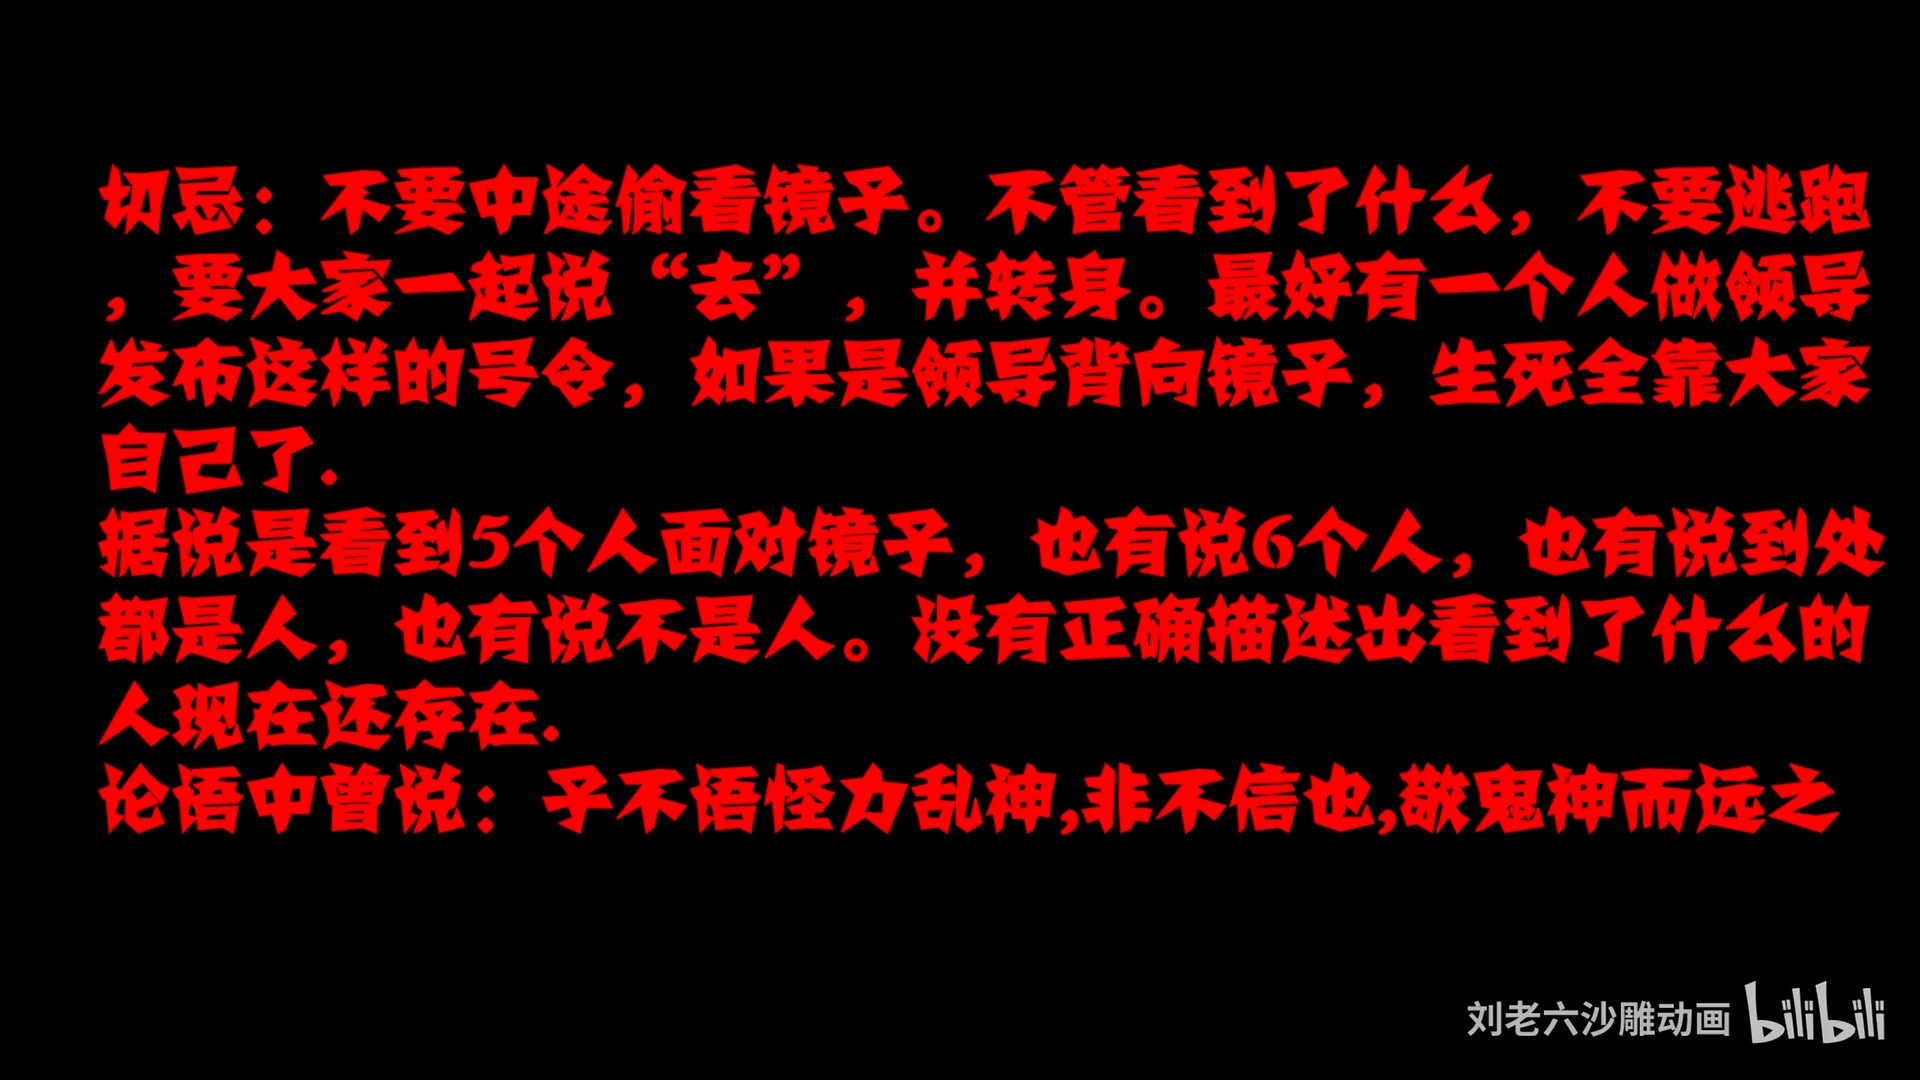 切忌：不要中途偷看镜子。不管看到了什么，不要逃跑
，要大家一起说“去”，并转身。最好有一个人做领导
发布这样的号令，如果是领导背向镜子，生死全靠大家
自己了.
据说是看到5个人面对镜子，也有说6个人，也有说到处
都是人，也有说不是人。没有正确描述出看到了什么的
人现在还存在.
论语中曾说：子不语怪力乱神,非不信也,敬鬼神而远之
刘老六沙雕动画 bilibili